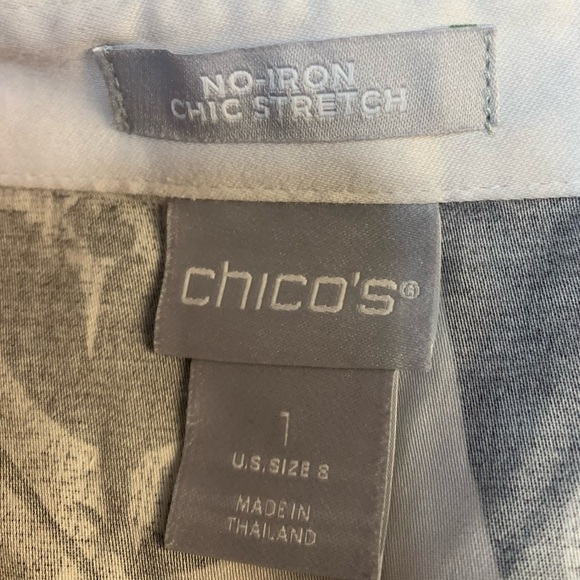 NO-IRON
CHIC STRETCH
chico's®
1
U.S. SIZE 8
MADE IN
THAILAND